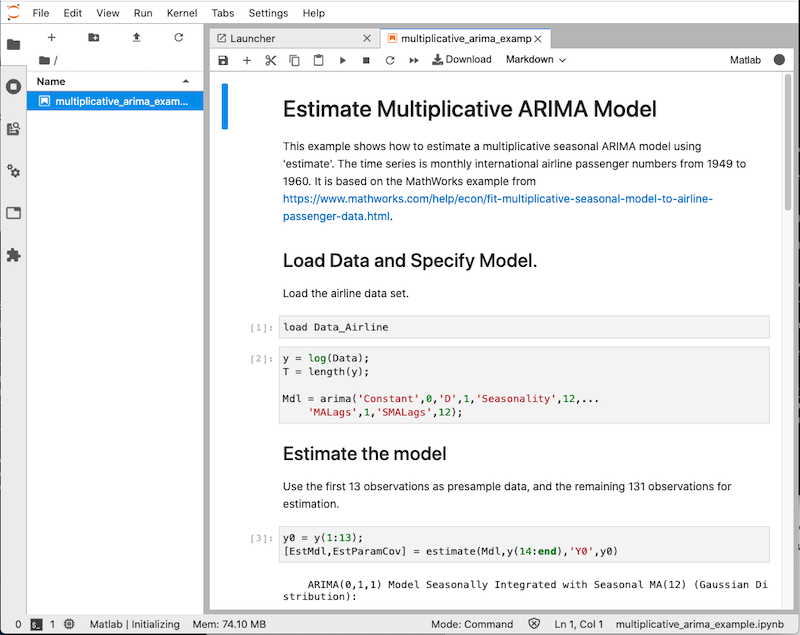 File Edit View Run Kernel Tabs Settings Help
Launcher
multiplicative_arima_examp
/
Download Markdown Matlab
Name
multiplicative_arima_exam...
Estimate Multiplicative ARIMA Model
This example shows how to estimate a multiplicative seasonal ARIMA model using
'estimate'. The time series is monthly international airline passenger numbers from 1949 to
1960. It is based on the MathWorks example from
https://www.mathworks.com/help/econ/fit-multiplicative-seasonal-model-to-airline-
passenger-data.html.
Load Data and Specify Model.
Load the airline data set.
[1]: load Data_Airline
[2]: y = log(Data);
T = length(y);
Mdl = arima('Constant',0,'D',1,'Seasonality',12,...
'MALags',1,'SMALags',12);
Estimate the model
Use the first 13 observations as presample data, and the remaining 131 observations for
estimation.
[3]: y0 = y(1:13);
[EstMdl,EstParamCov] = estimate(Mdl,y(14:end),'Y0',y0)
ARIMA(0,1,1) Model Seasonally Integrated with Seasonal MA(12) (Gaussian Di
stribution):
0 1 Matlab | Initializing Mem: 74.10 MB Mode: Command Ln 1, Col 1 multiplicative_arima_example.ipynb